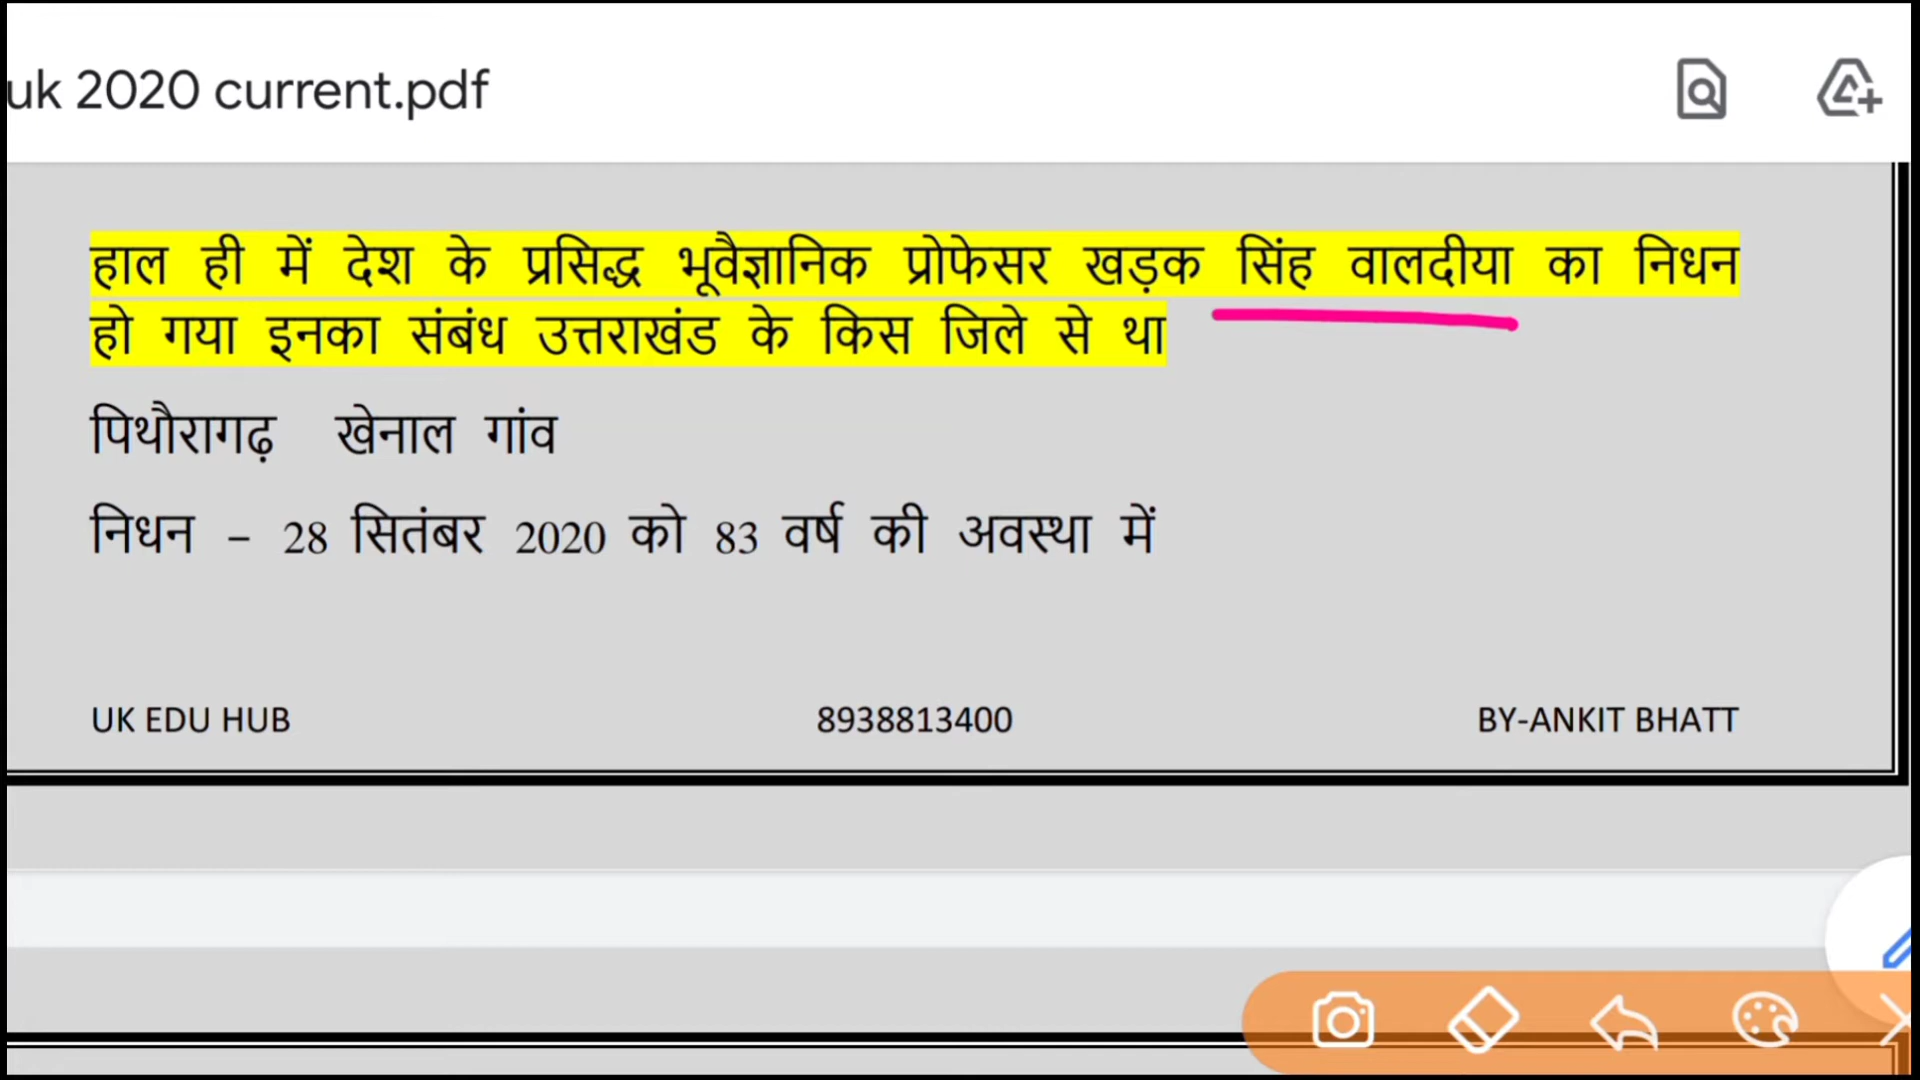 uk 2020 current.pdf
हाल ही में देश के प्रसिद्ध भूवैज्ञानिक प्रोफेसर खड़क सिंह वालदीया का निधन
हो गया इनका संबंध उत्तराखंड के किस जिले से था
पिथौरागढ़ खेनाल गांव
निधन – 28 सितंबर 2020 को 83 वर्ष की अवस्था में
UK EDU HUB 8938813400 BY-ANKIT BHATT